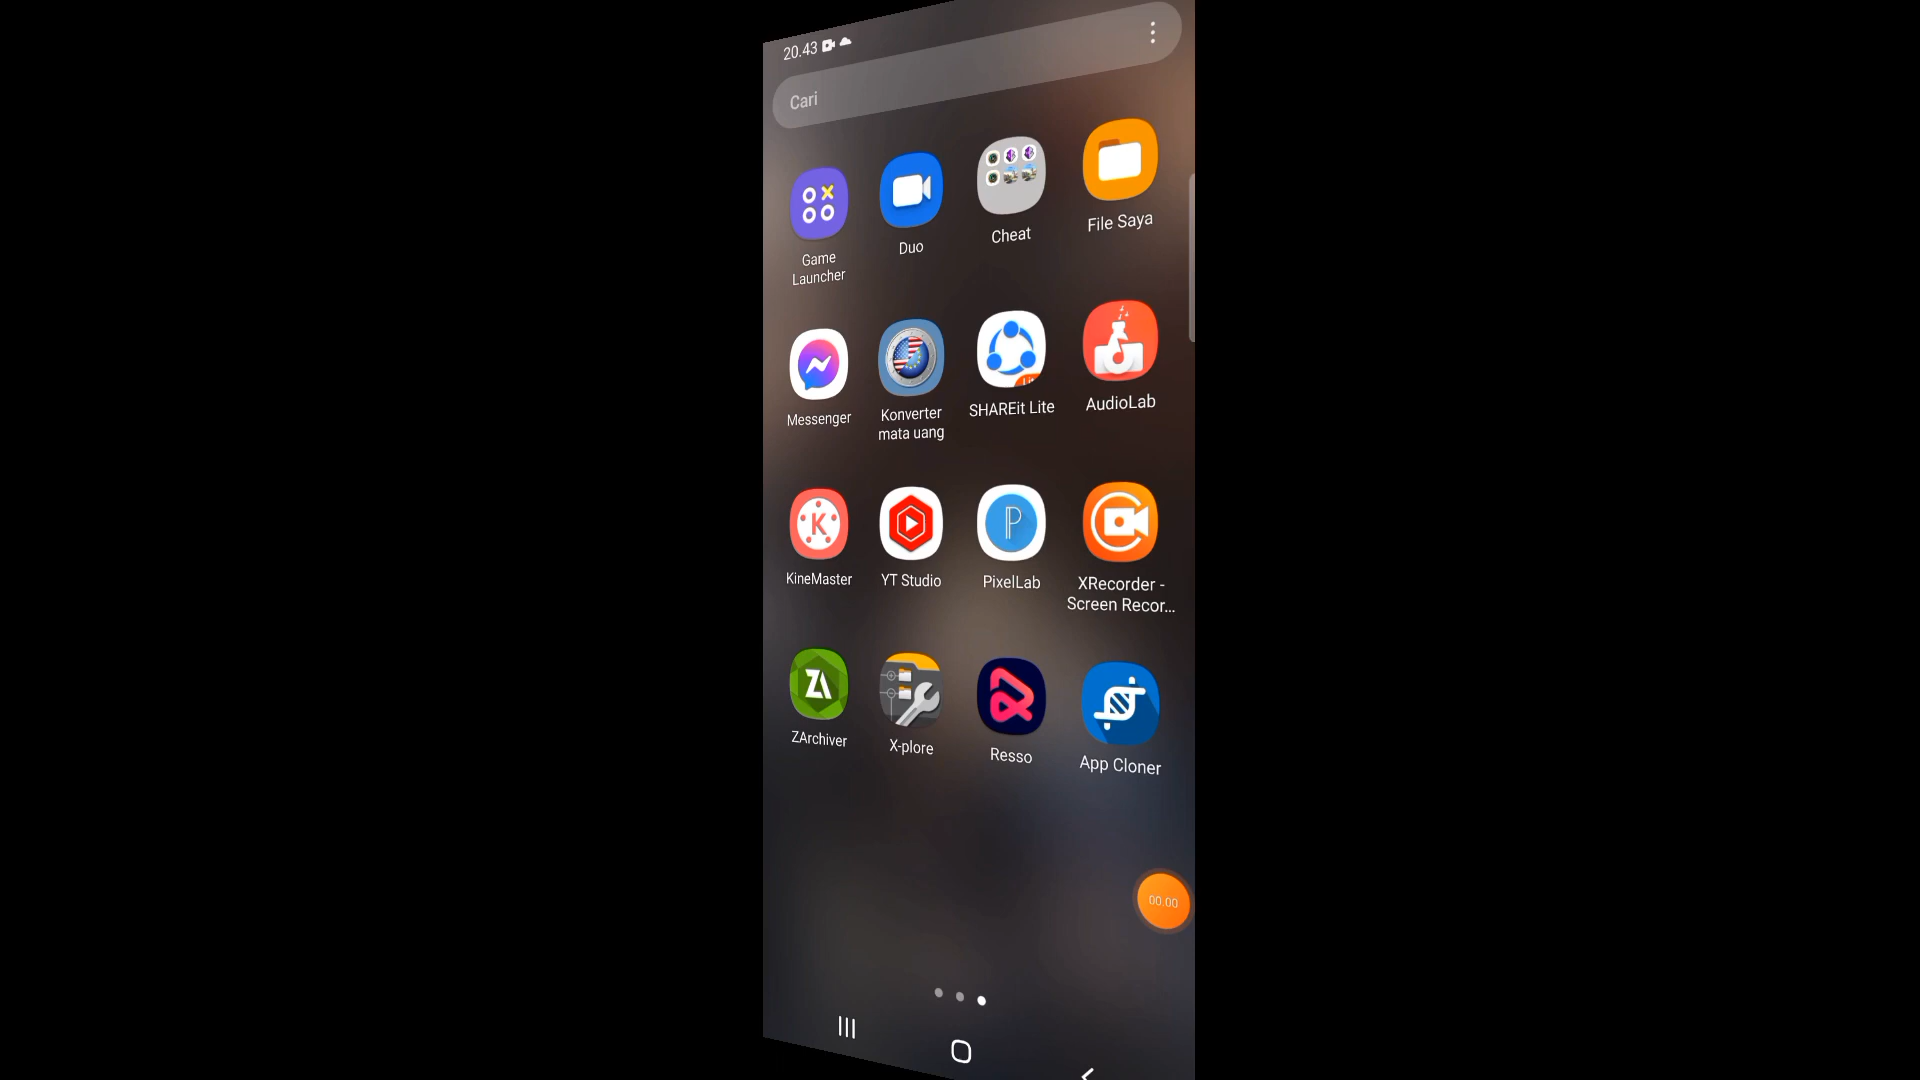 20.43
Cari
Game
Launcher
Duo
Cheat
File Saya
Messenger
Konverter
mata uang
SHAREit Lite
AudioLab
KineMaster
YT Studio
PixelLab
XRecorder -
Screen Recor...
ZArchiver
X-plore
Resso
App Cloner
00.00